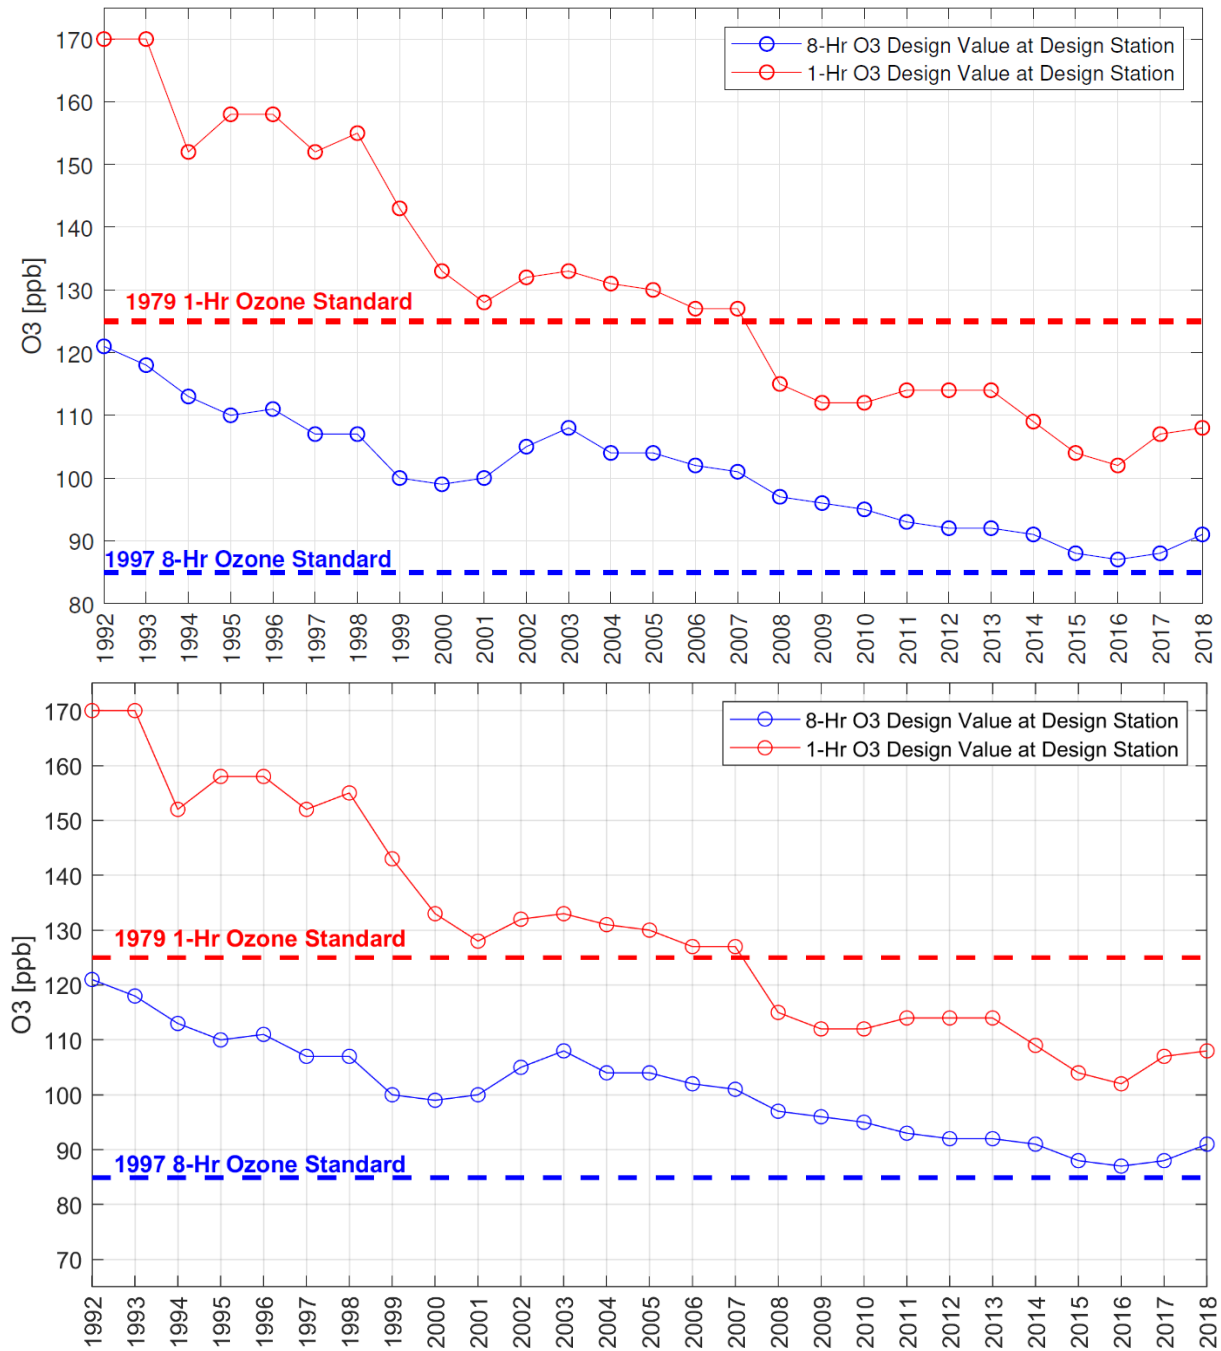 170
160
150
140
130
120
110
100
90
80
O3 [ppb]
8-Hr O3 Design Value at Design Station
1-Hr O3 Design Value at Design Station
1979 1-Hr Ozone Standard
1997 8-Hr Ozone Standard
1992 1993 1994 1995 1996 1997 1998 1999 2000 2001 2002 2003 2004 2005 2006 2007 2008 2009 2010 2011 2012 2013 2014 2015 2016 2017 2018
170
160
150
140
130
120
110
100
90
80
70
O3 [ppb]
8-Hr O3 Design Value at Design Station
1-Hr O3 Design Value at Design Station
1979 1-Hr Ozone Standard
1997 8-Hr Ozone Standard
1992 1993 1994 1995 1996 1997 1998 1999 2000 2001 2002 2003 2004 2005 2006 2007 2008 2009 2010 2011 2012 2013 2014 2015 2016 2017 2018